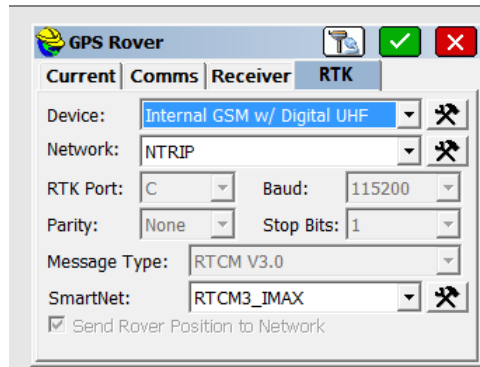 GPS Rover
Current Comms Receiver RTK
Device: Internal GSM w/ Digital UHF
Network: NTRIP
RTK Port: C Baud: 115200
Parity: None Stop Bits: 1
Message Type: RTCM V3.0
SmartNet: RTCM3_IMAX
Send Rover Position to Network